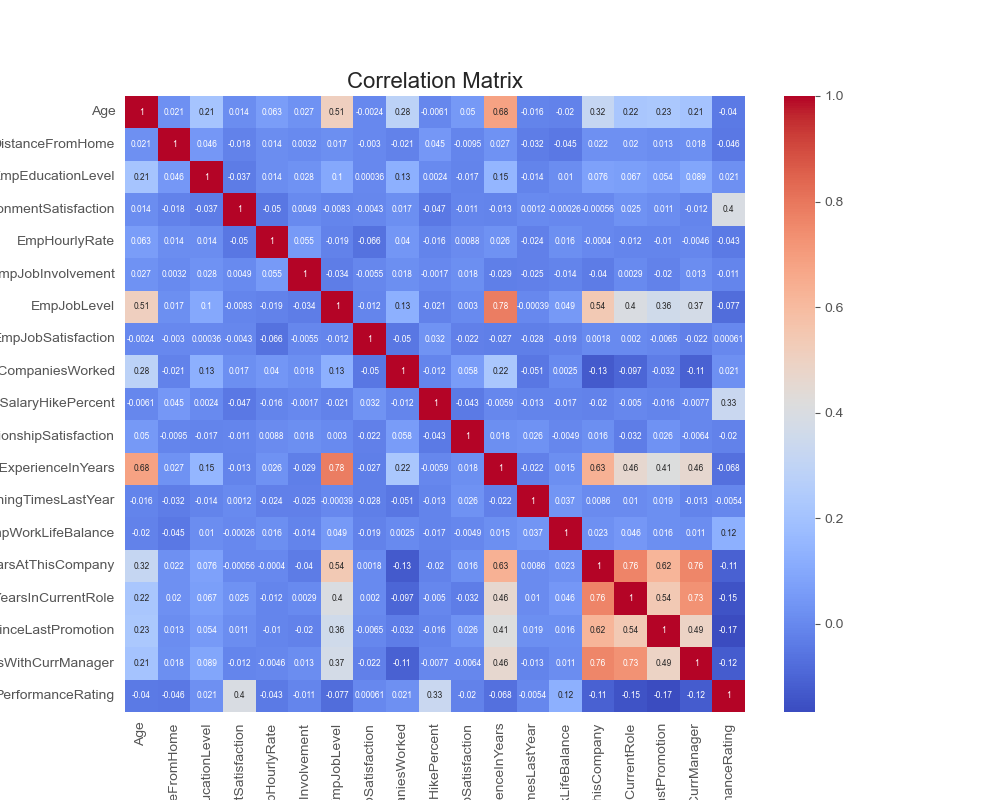 Correlation Matrix
Age 1 0.021 0.21 0.014 0.063 0.027 0.51 -0.0024 0.28 -0.0061 0.05 0.68 -0.016 -0.02 0.32 0.22 0.23 0.21 -0.04
istanceFromHome 0.021 1 0.046 -0.018 0.014 0.0032 0.017 -0.003 -0.021 0.045 -0.0095 0.027 -0.032 -0.045 0.022 0.02 0.013 0.018 -0.046
mpEducationLevel 0.21 0.046 1 -0.037 0.014 0.028 0.1 0.00036 0.13 0.0024 -0.017 0.15 -0.014 0.01 0.076 0.067 0.054 0.089 0.021
onmentSatisfaction 0.014 -0.018 -0.037 1 -0.05 0.0049 -0.0083 -0.0043 0.017 -0.047 -0.011 -0.013 0.0012 -0.00026 -0.00056 0.025 0.011 -0.012 0.4
EmpHourlyRate 0.063 0.014 0.014 -0.05 1 0.055 -0.019 -0.066 0.04 -0.016 0.0088 0.026 -0.024 0.016 -0.0004 -0.012 -0.01 -0.0046 -0.043
mpJobInvolvement 0.027 0.0032 0.028 0.0049 0.055 1 -0.034 -0.0055 0.018 -0.0017 0.018 -0.029 -0.025 -0.014 -0.04 0.0029 -0.02 0.013 -0.011
EmpJobLevel 0.51 0.017 0.1 -0.0083 -0.019 -0.034 1 -0.012 0.13 -0.021 0.003 0.78 -0.00039 0.049 0.54 0.4 0.36 0.37 -0.077
EmpJobSatisfaction -0.0024 -0.003 0.00036 -0.0043 -0.066 -0.0055 -0.012 1 -0.05 0.032 -0.022 -0.027 -0.028 -0.019 0.0018 0.002 -0.0065 -0.022 0.00061
CompaniesWorked 0.28 -0.021 0.13 0.017 0.04 0.018 0.13 -0.05 1 -0.012 0.058 0.22 -0.051 0.0025 -0.13 -0.097 -0.032 -0.11 0.021
SalaryHikePercent -0.0061 0.045 0.0024 -0.047 -0.016 -0.0017 -0.021 0.032 -0.012 1 -0.043 -0.0059 -0.013 -0.017 -0.02 -0.005 -0.016 -0.0077 0.33
ionshipSatisfaction 0.05 -0.0095 -0.017 -0.011 0.0088 0.018 0.003 -0.022 0.058 -0.043 1 0.018 0.026 -0.0049 0.016 -0.032 0.026 -0.0064 -0.02
ExperienceInYears 0.68 0.027 0.15 -0.013 0.026 -0.029 0.78 -0.027 0.22 -0.0059 0.018 1 -0.022 0.015 0.63 0.46 0.41 0.46 -0.068
ningTimesLastYear -0.016 -0.032 -0.014 0.0012 -0.024 -0.025 -0.00039 -0.028 -0.051 -0.013 0.026 -0.022 1 0.037 0.0086 0.01 0.019 -0.013 -0.0054
npWorkLifeBalance -0.02 -0.045 0.01 -0.00026 0.016 -0.014 0.049 -0.019 0.0025 -0.017 -0.0049 0.015 0.037 1 0.023 0.046 0.016 0.011 0.12
arsAtThisCompany 0.32 0.022 0.076 -0.00056 -0.0004 -0.04 0.54 0.0018 -0.13 -0.02 0.016 0.63 0.0086 0.023 1 0.76 0.62 0.76 -0.11
YearsInCurrentRole 0.22 0.02 0.067 0.025 -0.012 0.0029 0.4 0.002 -0.097 -0.005 -0.032 0.46 0.01 0.046 0.76 1 0.54 0.73 -0.15
inceLastPromotion 0.23 0.013 0.054 0.011 -0.01 -0.02 0.36 -0.0065 -0.032 -0.016 0.026 0.41 0.019 0.016 0.62 0.54 1 0.49 -0.17
sWithCurrManager 0.21 0.018 0.089 -0.012 -0.0046 0.013 0.37 -0.022 -0.11 -0.0077 -0.0064 0.46 -0.013 0.011 0.76 0.73 0.49 1 -0.12
PerformanceRating -0.04 -0.046 0.021 0.4 -0.043 -0.011 -0.077 0.00061 0.021 0.33 -0.02 -0.068 -0.0054 0.12 -0.11 -0.15 -0.17 -0.12 1
Age
eFromHome
ucationLevel
tSatisfaction
oHourlyRate
Involvement
mpJobLevel
oSatisfaction
aniesWorked
HikePercent
oSatisfaction
enceInYears
mesLastYear
kLifeBalance
hisCompany
CurrentRole
astPromotion
CurrManager
nanceRating
1.0
0.8
0.6
0.4
0.2
0.0